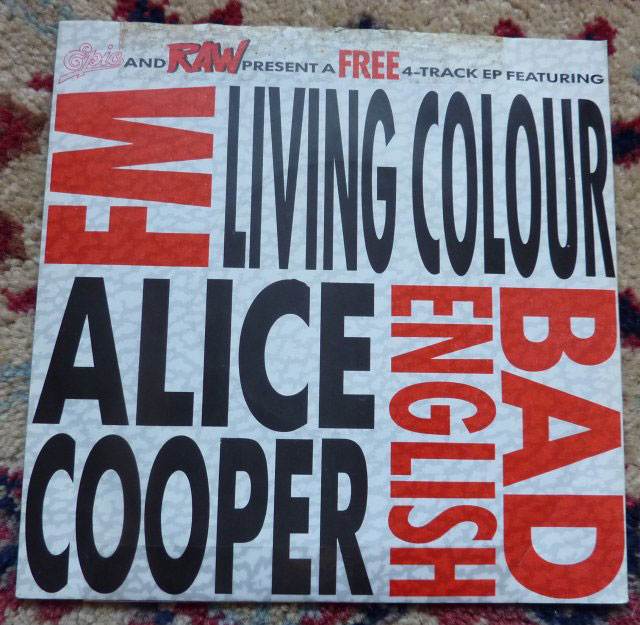 Epic AND RAW PRESENT A FREE 4-TRACK EP FEATURING
FM
LIVING COLOUR
ALICE
COOPER
BAD
ENGLISH